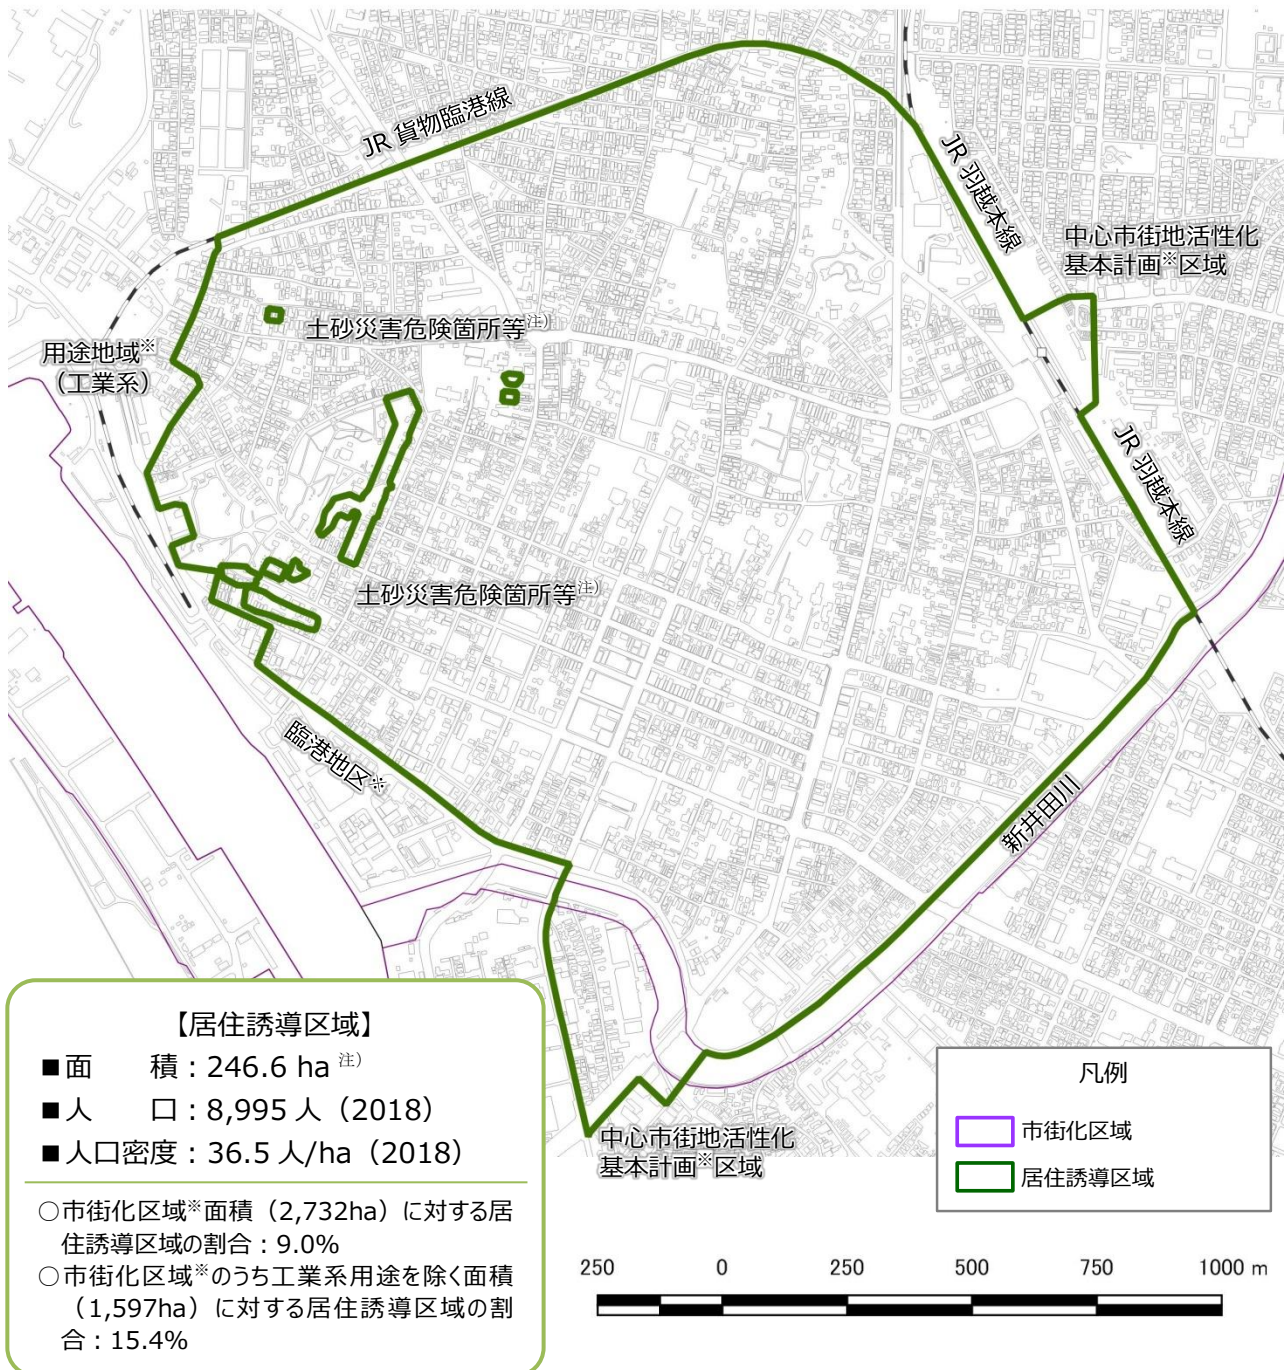 JR 貨物臨港線
JR 羽越本線
中心市街地活性化
基本計画※区域
土砂災害危険箇所等注)
用途地域※
（工業系）
JR 羽越本線
土砂災害危険箇所等注)
臨港地区※
新井田川
中心市街地活性化
基本計画※区域
【居住誘導区域】
■面　　積：246.6 ha 注)
■人　　口：8,995 人（2018）
■人口密度：36.5 人/ha（2018）
○市街化区域※面積（2,732ha）に対する居
住誘導区域の割合：9.0%
○市街化区域※のうち工業系用途を除く面積
（1,597ha）に対する居住誘導区域の割
合：15.4%
凡例
市街化区域
居住誘導区域
250 0 250 500 750 1000 m